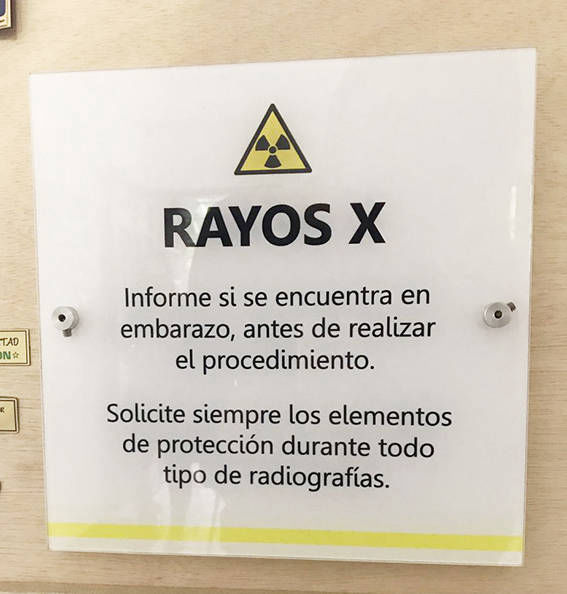 RAYOS X
Informe si se encuentra en
embarazo, antes de realizar
el procedimiento.
Solicite siempre los elementos
de protección durante todo
tipo de radiografías.